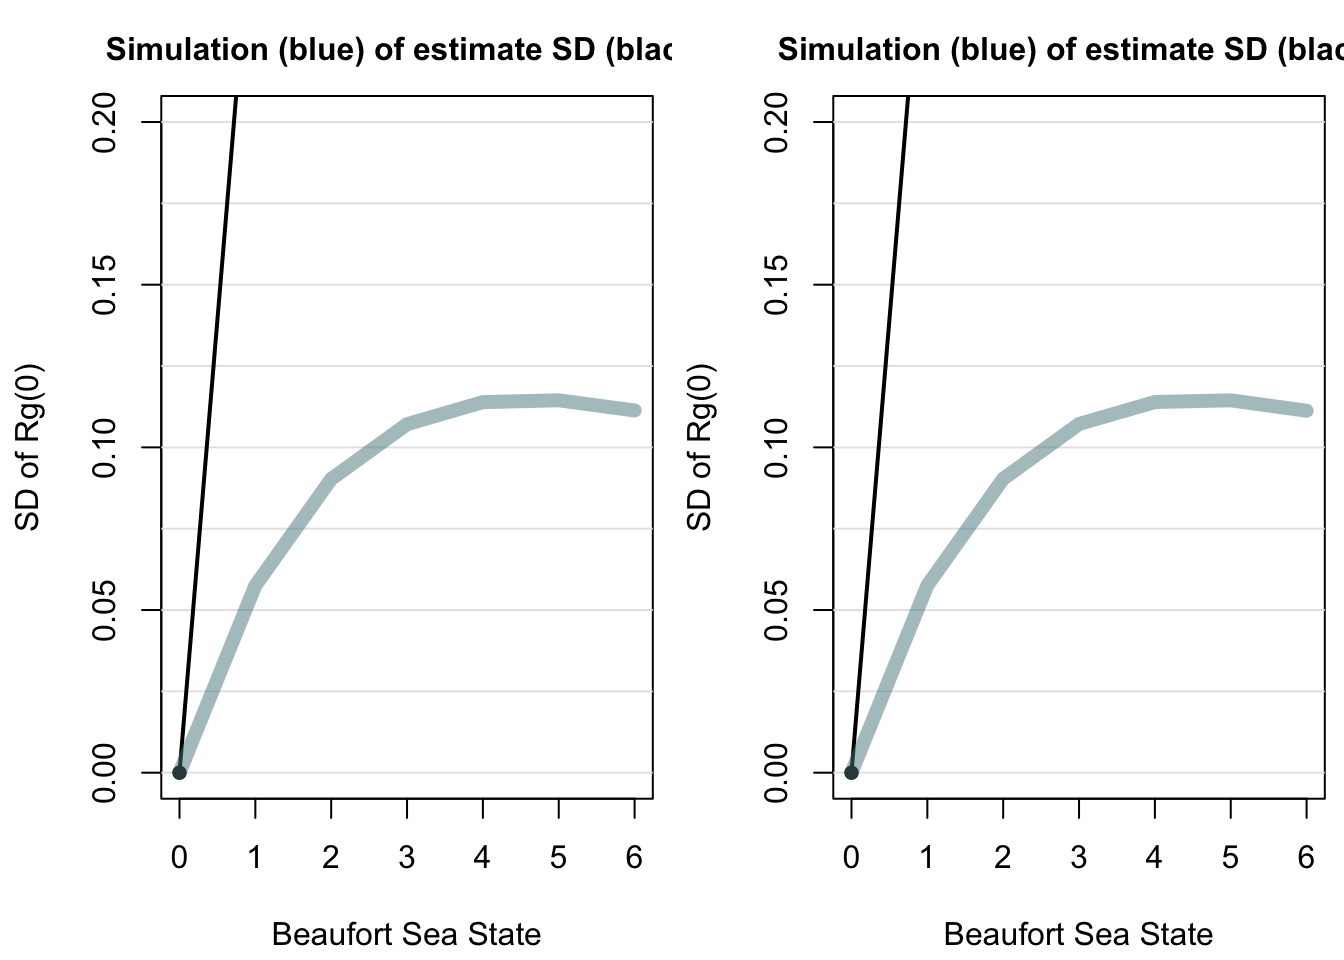 Simulation (blue) of estimate SD (blac
0.20
0.15
0.10
0.05
0.00
SD of Rg(0)
0 1 2 3 4 5 6
Beaufort Sea State
Simulation (blue) of estimate SD (blac
0.20
0.15
0.10
0.05
0.00
SD of Rg(0)
0 1 2 3 4 5 6
Beaufort Sea State